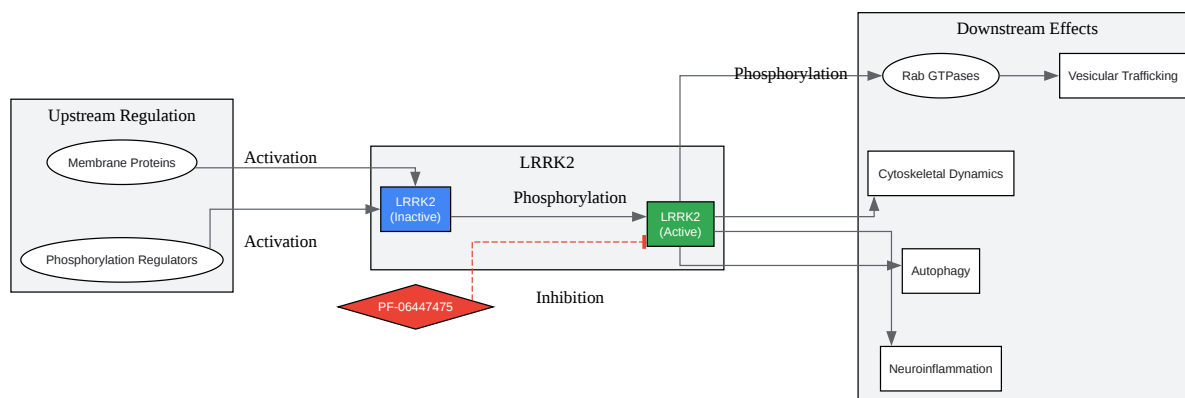 Downstream Effects
Phosphorylation
Rab GTPases
Vesicular Trafficking
Upstream Regulation
Membrane Proteins
Activation
LRRK2
Cytoskeletal Dynamics
LRRK2
(Inactive)
Phosphorylation
LRRK2
(Active)
Phosphorylation Regulators
Activation
Autophagy
PF-06447475
Inhibition
Neuroinflammation